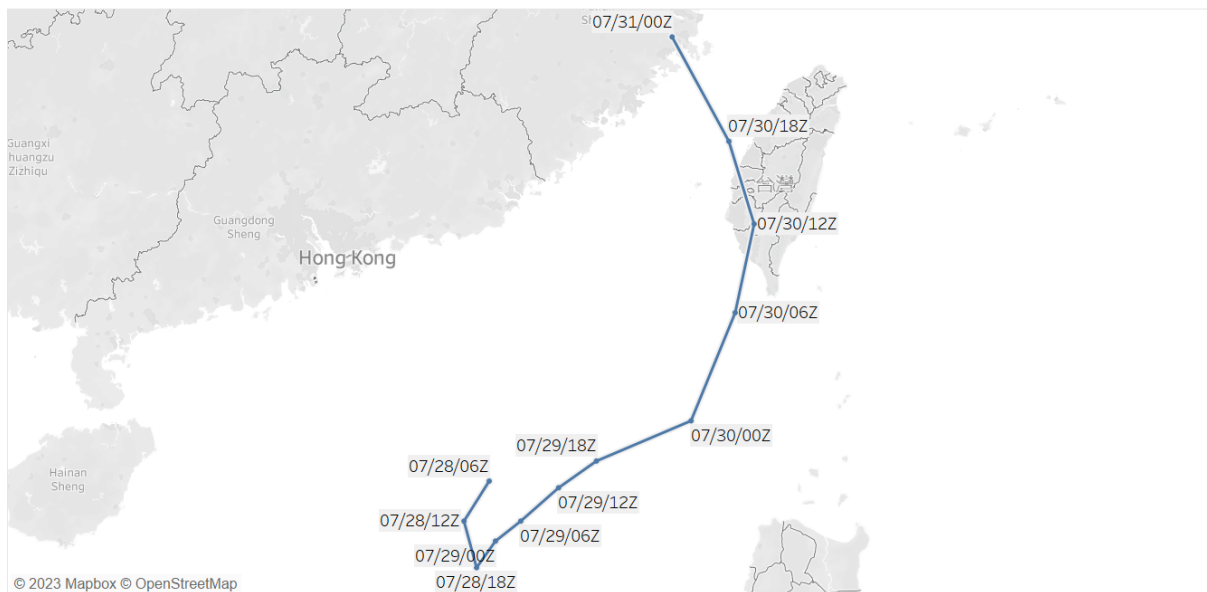 07/31/00Z
07/30/18Z
Guangxi
huangzu
Zizhiqu
07/30/12Z
Guangdong
Sheng
Hong Kong
07/30/06Z
07/30/00Z
07/29/18Z
07/28/06Z
Hainan
Sheng
07/29/12Z
07/28/12Z
07/29/06Z
07/29/00Z
07/28/18Z
© 2023 Mapbox © OpenStreetMap